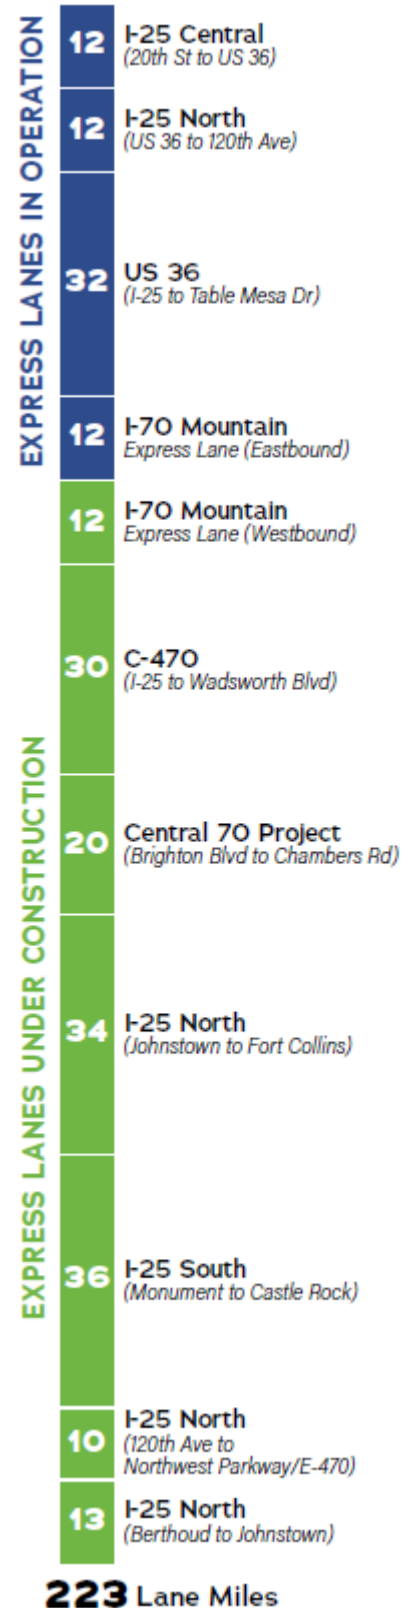 EXPRESS LANES IN OPERATION
12
I-25 Central
(20th St to US 36)
12
I-25 North
(US 36 to 120th Ave)
32
US 36
(I-25 to Table Mesa Dr)
12
I-70 Mountain
Express Lane (Eastbound)
EXPRESS LANES UNDER CONSTRUCTION
12
I-70 Mountain
Express Lane (Westbound)
30
C-470
(I-25 to Wadsworth Blvd)
20
Central 70 Project
(Brighton Blvd to Chambers Rd)
34
I-25 North
(Johnstown to Fort Collins)
36
I-25 South
(Monument to Castle Rock)
10
I-25 North
(120th Ave to
Northwest Parkway/E-470)
13
I-25 North
(Berthoud to Johnstown)
223 Lane Miles